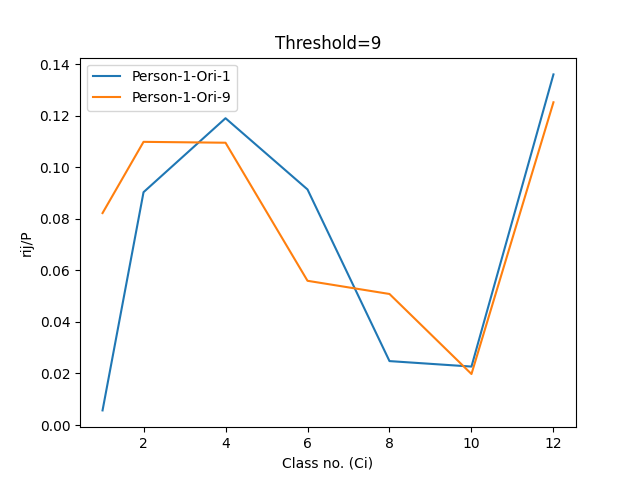 Threshold=9
Person-1-Ori-1
Person-1-Ori-9
rij/P
0.14
0.12
0.10
0.08
0.06
0.04
0.02
0.00
2 4 6 8 10 12
Class no. (Ci)